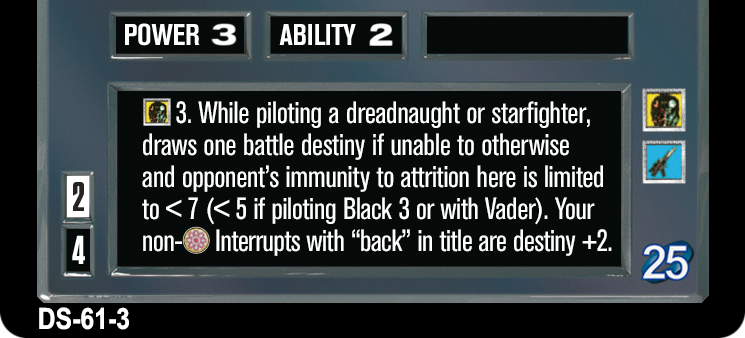 POWER 3 ABILITY 2
3. While piloting a dreadnaught or starfighter,
draws one battle destiny if unable to otherwise
and opponent's immunity to attrition here is limited
to < 7 (< 5 if piloting Black 3 or with Vader). Your
non- Interrupts with “back” in title are destiny +2.
2
4
25
DS-61-3